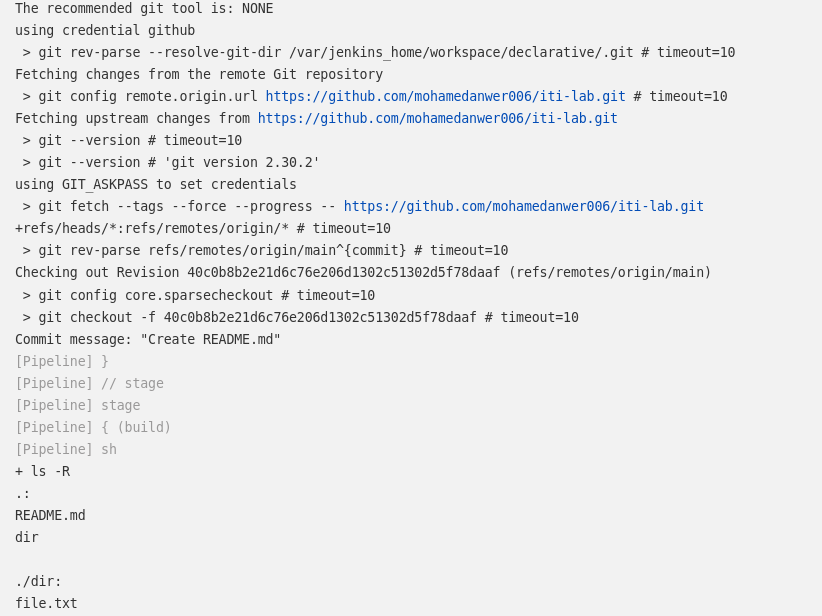 The recommended git tool is: NONE
using credential github
 > git rev-parse --resolve-git-dir /var/jenkins_home/workspace/declarative/.git # timeout=10
Fetching changes from the remote Git repository
 > git config remote.origin.url https://github.com/mohamedanwer006/iti-lab.git # timeout=10
Fetching upstream changes from https://github.com/mohamedanwer006/iti-lab.git
 > git --version # timeout=10
 > git --version # 'git version 2.30.2'
using GIT_ASKPASS to set credentials
 > git fetch --tags --force --progress -- https://github.com/mohamedanwer006/iti-lab.git
+refs/heads/*:refs/remotes/origin/* # timeout=10
 > git rev-parse refs/remotes/origin/main^{commit} # timeout=10
Checking out Revision 40c0b8b2e21d6c76e206d1302c51302d5f78daaf (refs/remotes/origin/main)
 > git config core.sparsecheckout # timeout=10
 > git checkout -f 40c0b8b2e21d6c76e206d1302c51302d5f78daaf # timeout=10
Commit message: "Create README.md"
[Pipeline] }
[Pipeline] // stage
[Pipeline] stage
[Pipeline] { (build)
[Pipeline] sh
+ ls -R
.:
README.md
dir

./dir:
file.txt